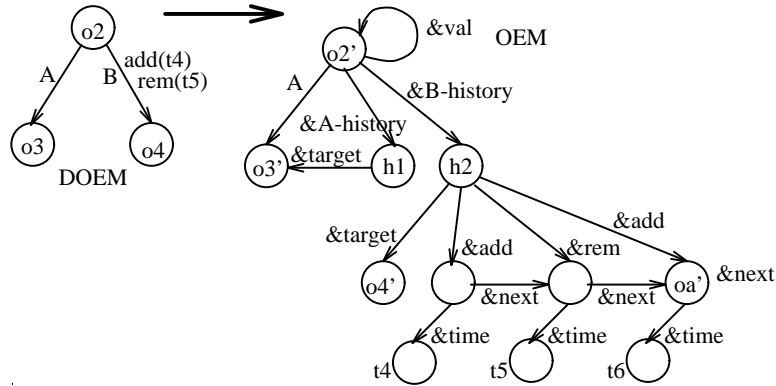 o2
&val
OEM
o2'
add(t4)
A
B
rem(t5)
A
&B-history
&A-history
o3
o4
&target
o3'
h1
h2
DOEM
&add
&target
&add
&rem
o4'
oa'
&next
&next
&next
&time
&time
&time
t4
t5
t6